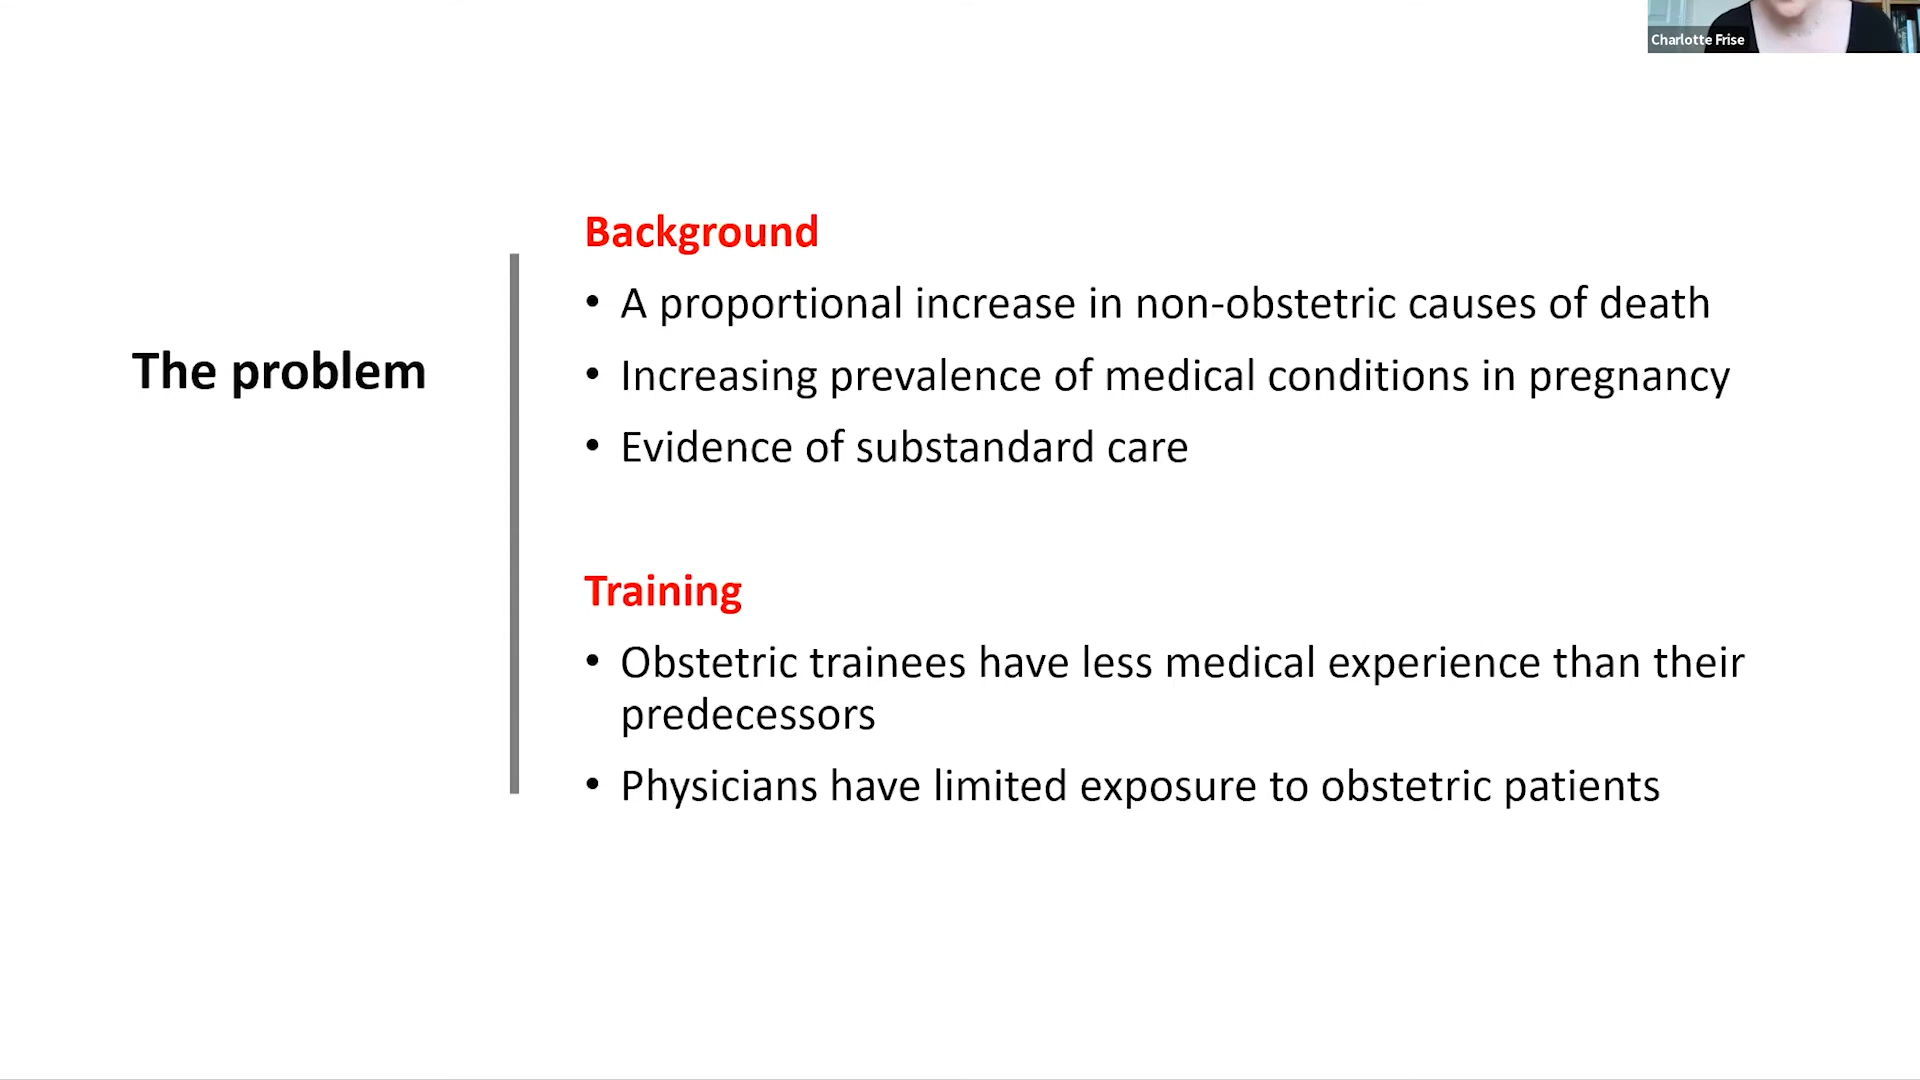 Charlotte Frise
The problem
Background
• A proportional increase in non-obstetric causes of death
• Increasing prevalence of medical conditions in pregnancy
• Evidence of substandard care
Training
• Obstetric trainees have less medical experience than their
predecessors
• Physicians have limited exposure to obstetric patients